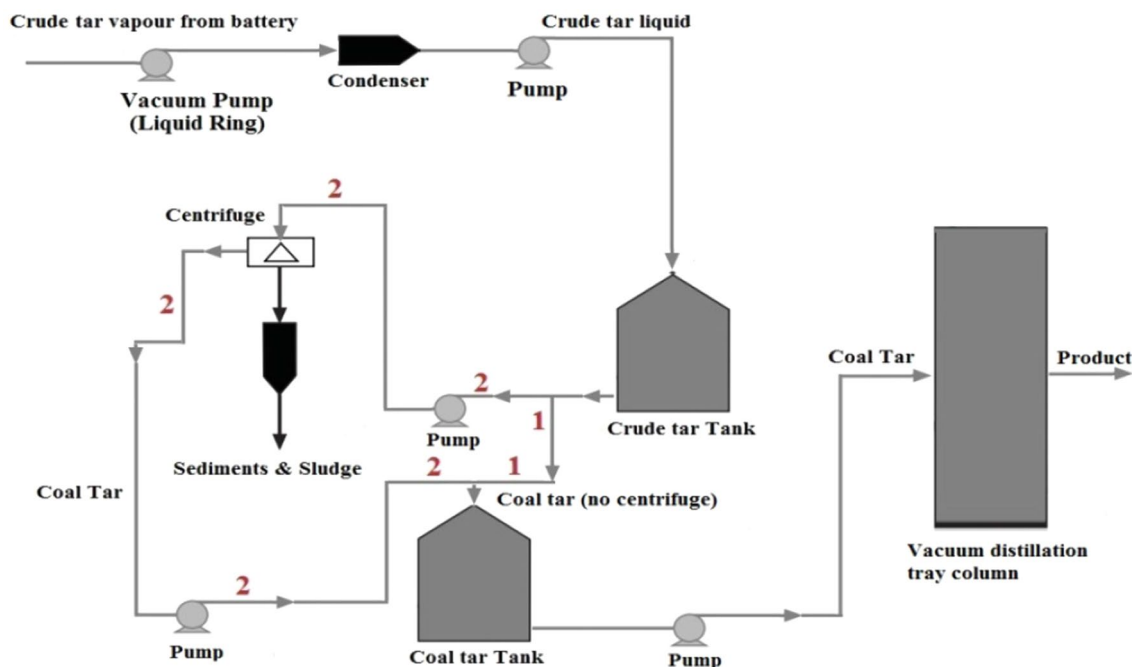 Crude tar vapour from battery
Crude tar liquid
Condenser
Pump
Vacuum Pump
(Liquid Ring)
2
Centrifuge
2
Coal Tar
Product
2
1
Crude tar Tank
Pump
Sediments & Sludge
2
1
Coal Tar
Coal tar (no centrifuge)
Vacuum distillation
tray column
2
Pump
Coal tar Tank
Pump